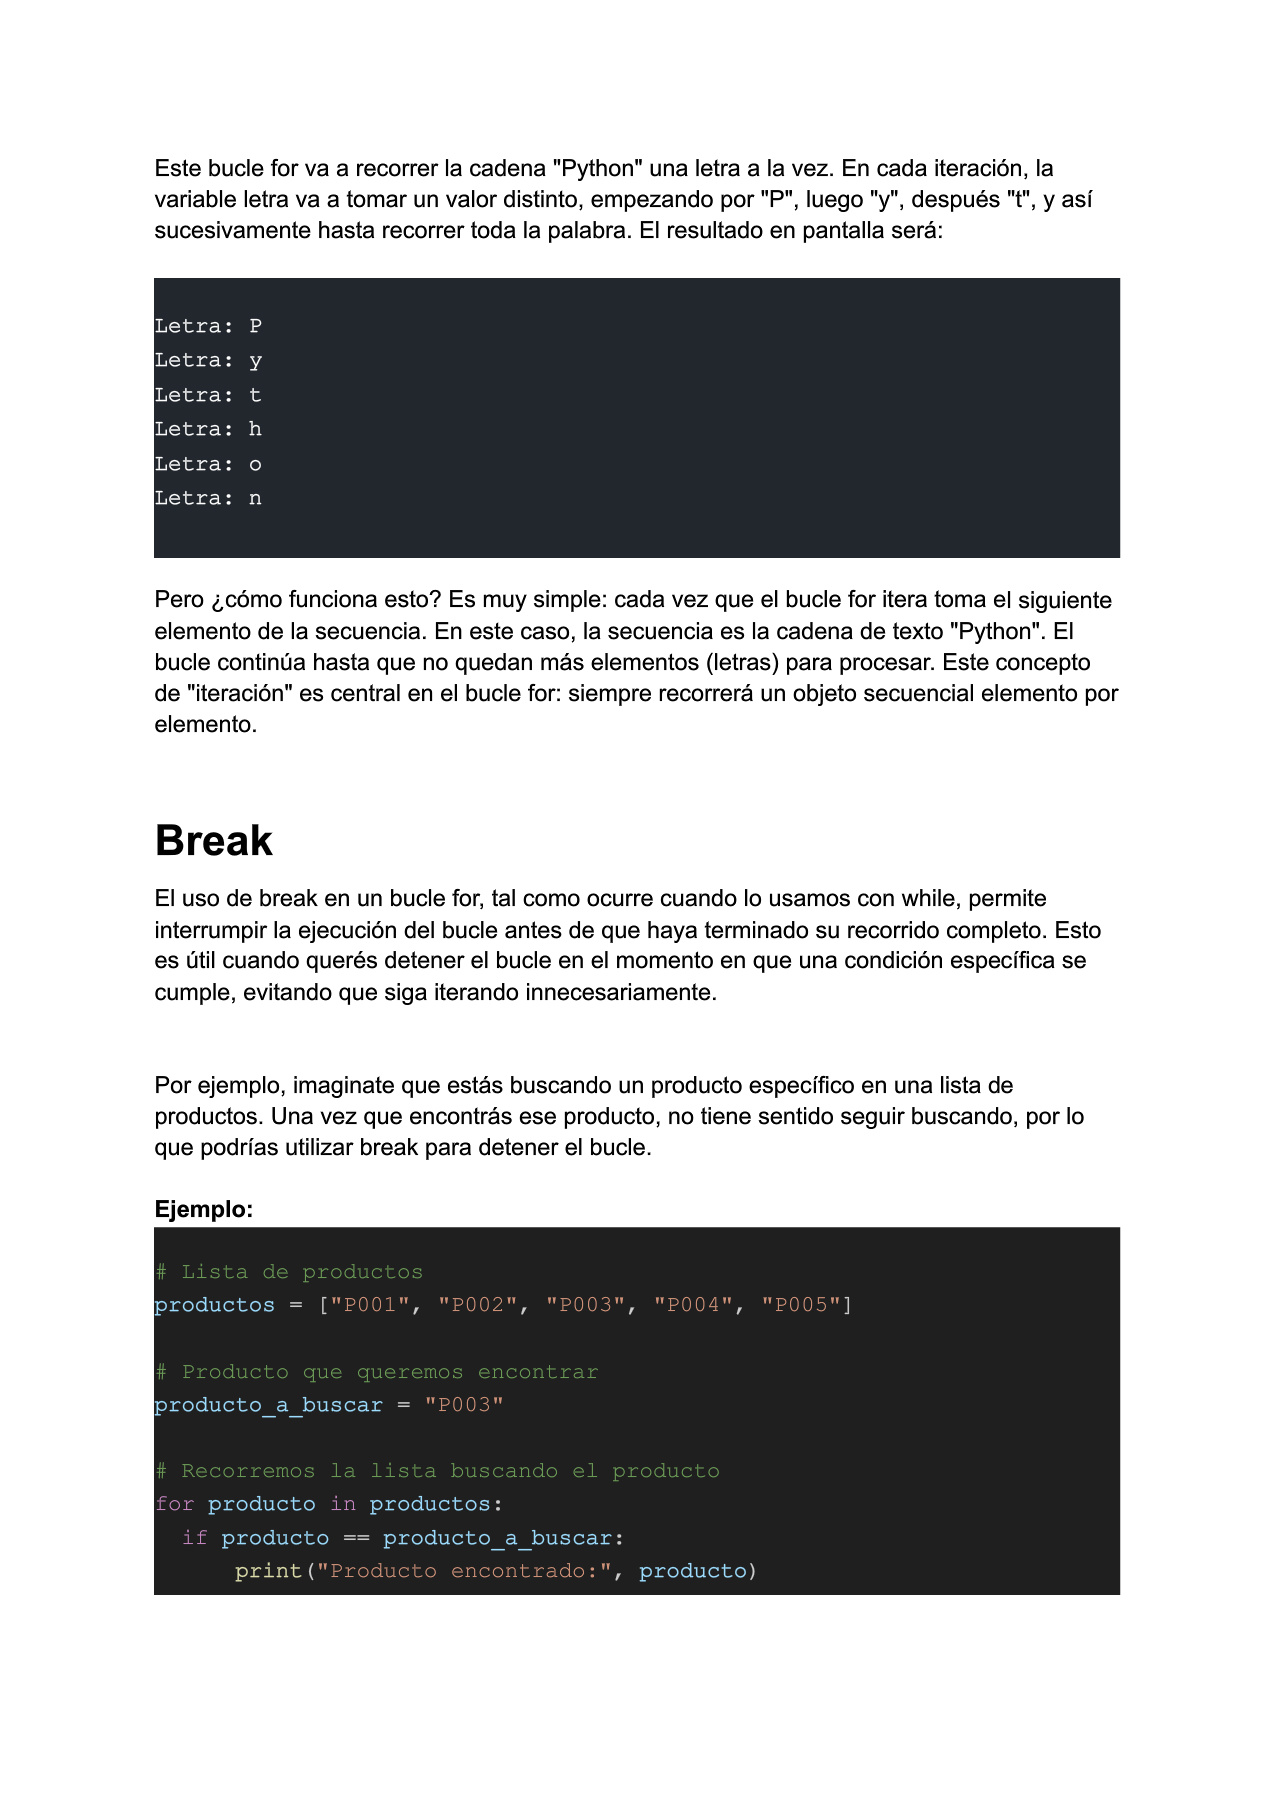 Este bucle for va a recorrer la cadena "Python" una letra a la vez. En cada iteración, la
variable letra va a tomar un valor distinto, empezando por "P", luego "y", después "t", y así
sucesivamente hasta recorrer toda la palabra. El resultado en pantalla será:
Letra: P
Letra: y
Letra: t
Letra: h
Letra: o
Letra: n
Pero ¿cómo funciona esto? Es muy simple: cada vez que el bucle for itera toma el siguiente
elemento de la secuencia. En este caso, la secuencia es la cadena de texto "Python". El
bucle continúa hasta que no quedan más elementos (letras) para procesar. Este concepto
de "iteración" es central en el bucle for: siempre recorrerá un objeto secuencial elemento por
elemento.
Break
El uso de break en un bucle for, tal como ocurre cuando lo usamos con while, permite
interrumpir la ejecución del bucle antes de que haya terminado su recorrido completo. Esto
es útil cuando querés detener el bucle en el momento en que una condición específica se
cumple, evitando que siga iterando innecesariamente.
Por ejemplo, imaginate que estás buscando un producto específico en una lista de
productos. Una vez que encontrás ese producto, no tiene sentido seguir buscando, por lo
que podrías utilizar break para detener el bucle.
Ejemplo:
# Lista de productos
productos = ["P001", "P002", "P003", "P004", "P005"]
# Producto que queremos encontrar
producto_a_buscar = "P003"
# Recorremos la lista buscando el producto
for producto in productos:
  if producto == producto_a_buscar:
      print("Producto encontrado:", producto)